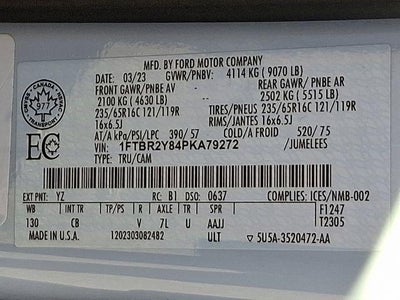 MFD. BY FORD MOTOR COMPANY
DATE: 03/23 GVWR/PNBV: 4114 KG ( 9070 LB)
FRONT GAWR/ PNBE AV REAR GAWR/ PNBE AR
2100 KG ( 4630 LB) 2502 KG ( 5515 LB)
235/65R16C 121/119R TIRES/PNEUS 235/65R16C 121/119R
16x6.5J RIMS/JANTES 16x6.5J
AT/A kPa/PSI/LPC 390/ 57 COLD/A FROID 520/75
VIN: 1FTBR2Y84PKA79272 /JUMELEES
TYPE: TRU/CAM
CANADA
977
TRANSPORT
EC
EXT PNT: YZ RC: B1 DSO: 0637 COMPLIES: ICES/NMB-002
WB INT TR TP/PS R AXLE TR SPR F1247
130 CB V 7L U AAJJ T2305
MADE IN U.S.A. 1202303082482 ULT 5U5A-3520472-AA